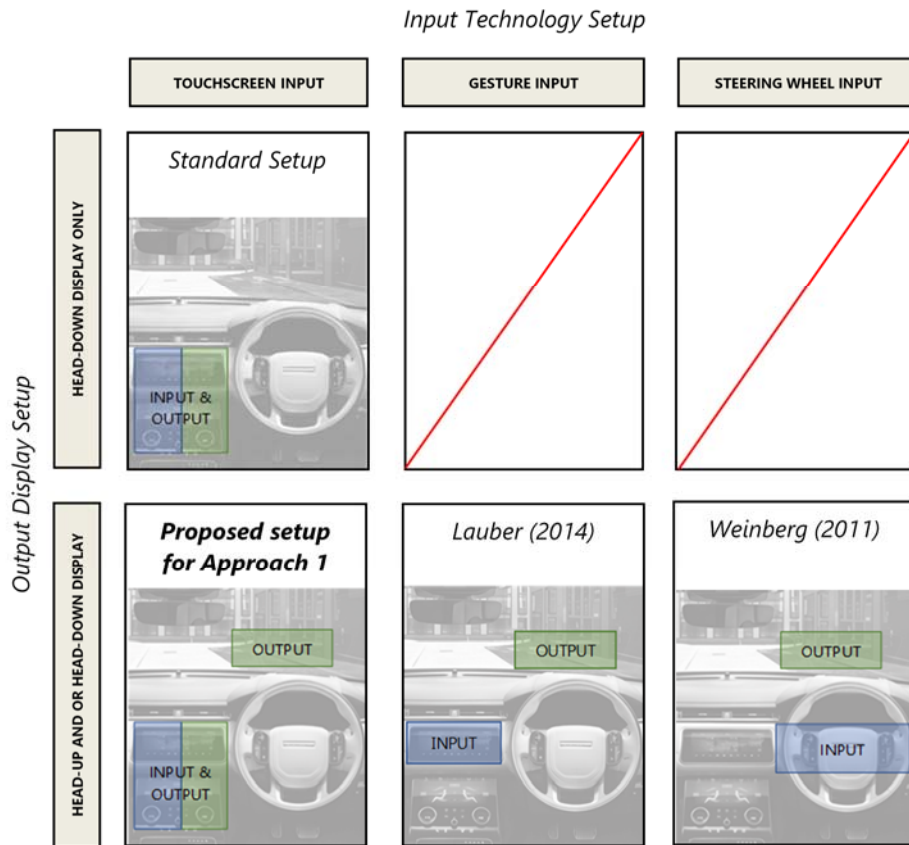 Input Technology Setup
TOUCHSCREEN INPUT
GESTURE INPUT
STEERING WHEEL INPUT
Output Display Setup
HEAD-DOWN DISPLAY ONLY
Standard Setup
INPUT &
OUTPUT
HEAD-UP AND OR HEAD-DOWN DISPLAY
Proposed setup
for Approach 1
OUTPUT
INPUT &
OUTPUT
Lauber (2014)
OUTPUT
INPUT
Weinberg (2011)
OUTPUT
INPUT